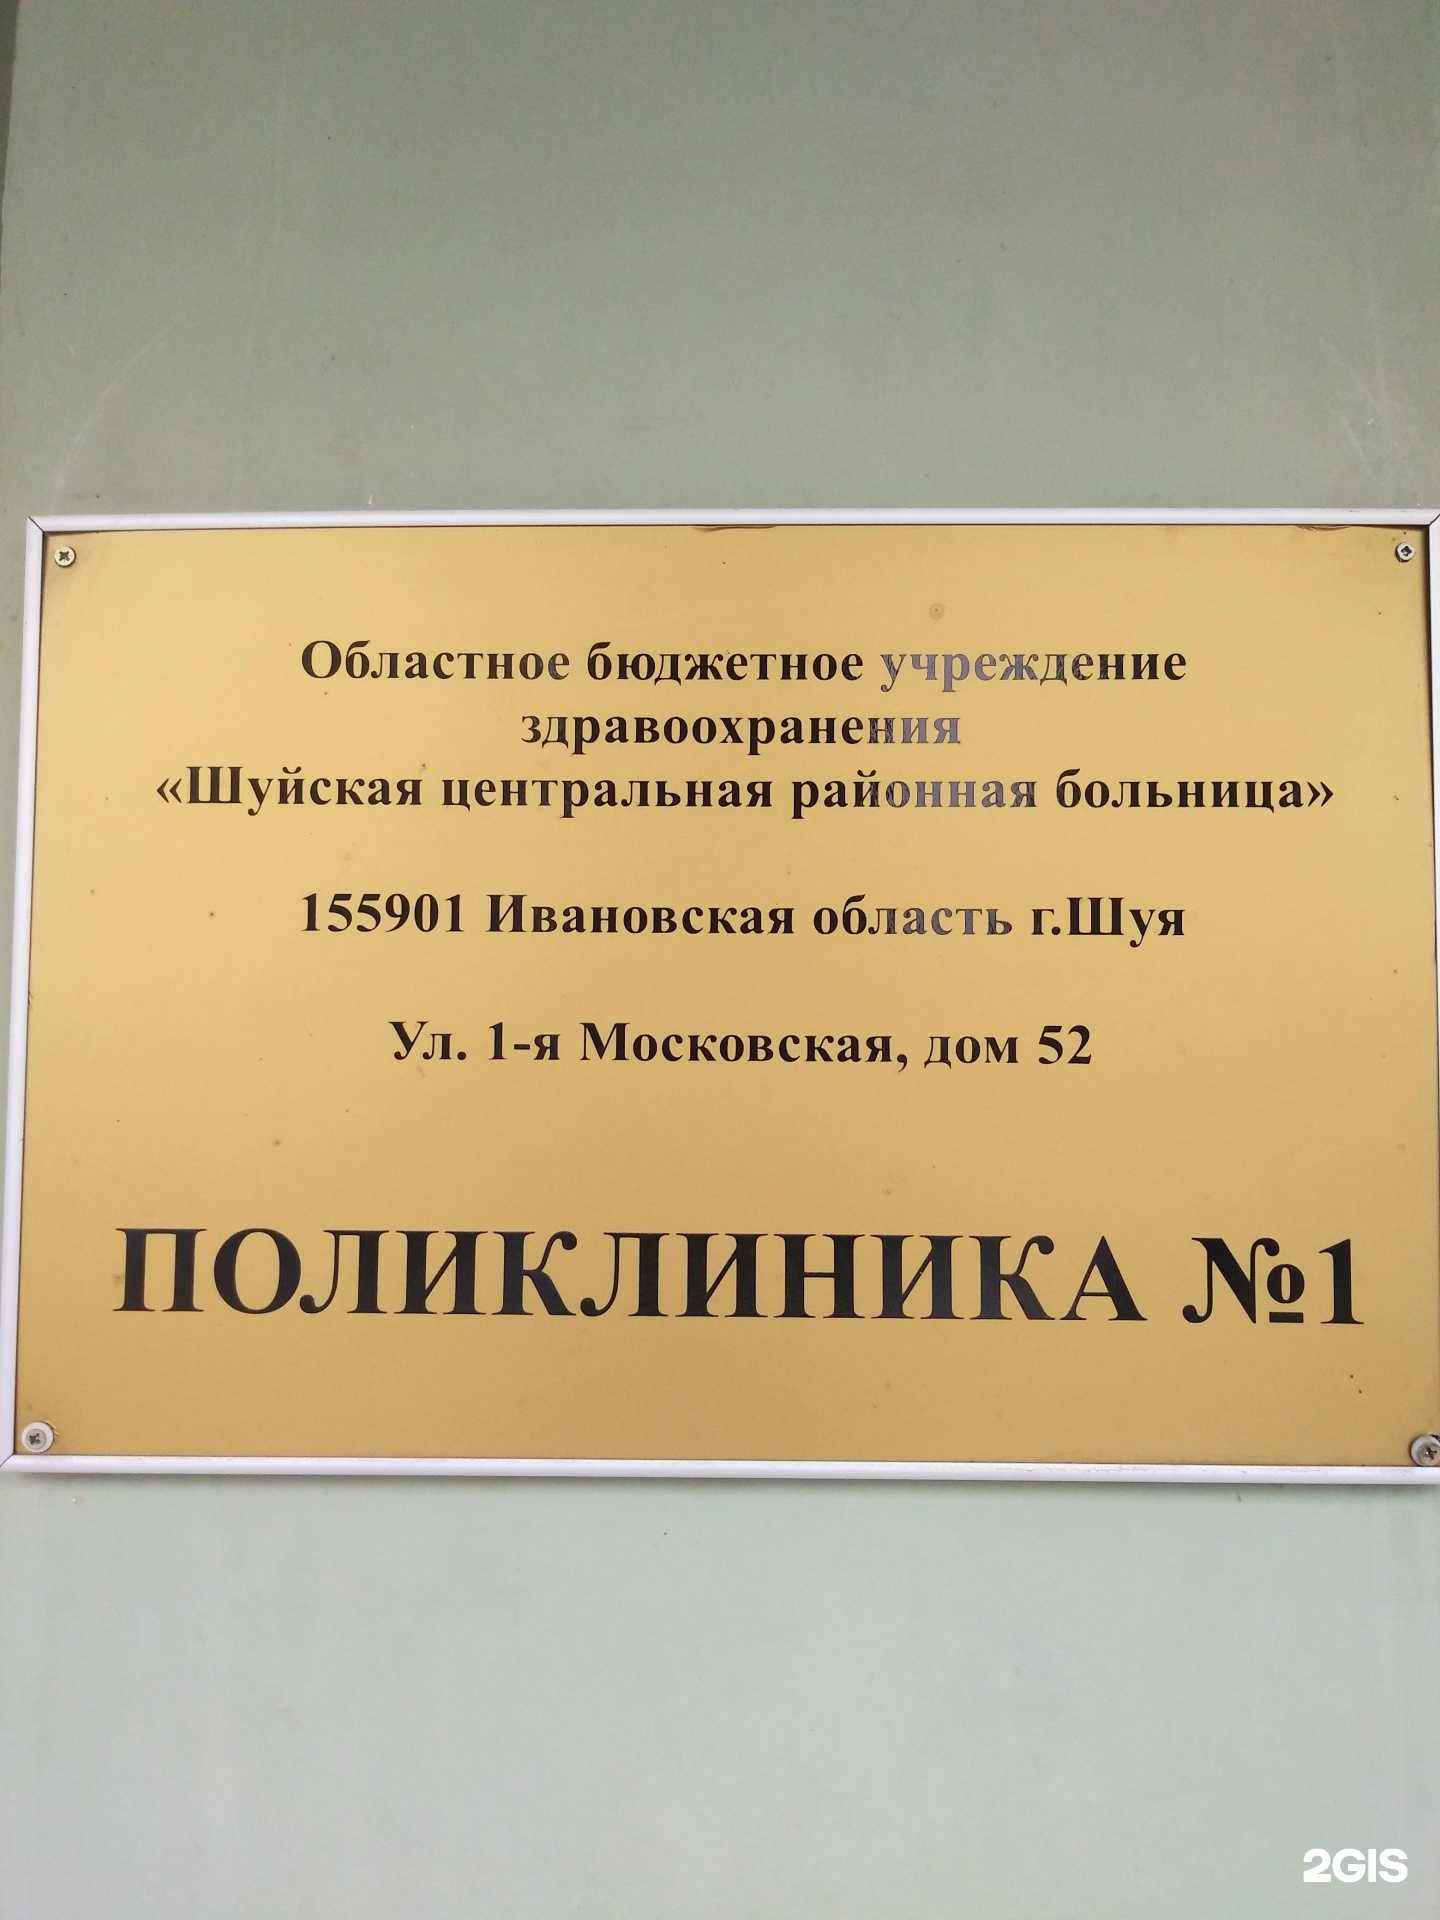 Областное бюджетное учреждение
здравоохранения
«Шуйская центральная районная больница»
155901 Ивановская область г.Шуя
Ул. 1-я Московская, дом 52
ПОЛИКЛИНИКА №1
2GIS